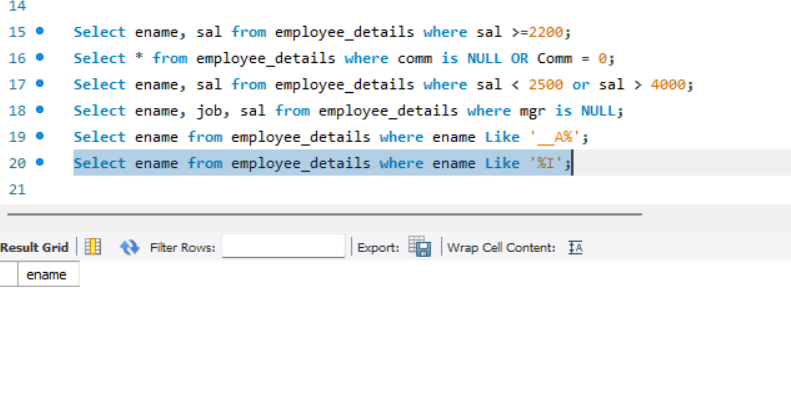 14
15 Select ename, sal from employee_details where sal >=2200;
16 Select * from employee_details where comm is NULL OR Comm = 0;
17 Select ename, sal from employee_details where sal < 2500 or sal > 4000;
18 Select ename, job, sal from employee_details where mgr is NULL;
19 Select ename from employee_details where ename Like '__A%';
20 Select ename from employee_details where ename Like '%I';
21
Result Grid Filter Rows: Export: Wrap Cell Content: IA
ename